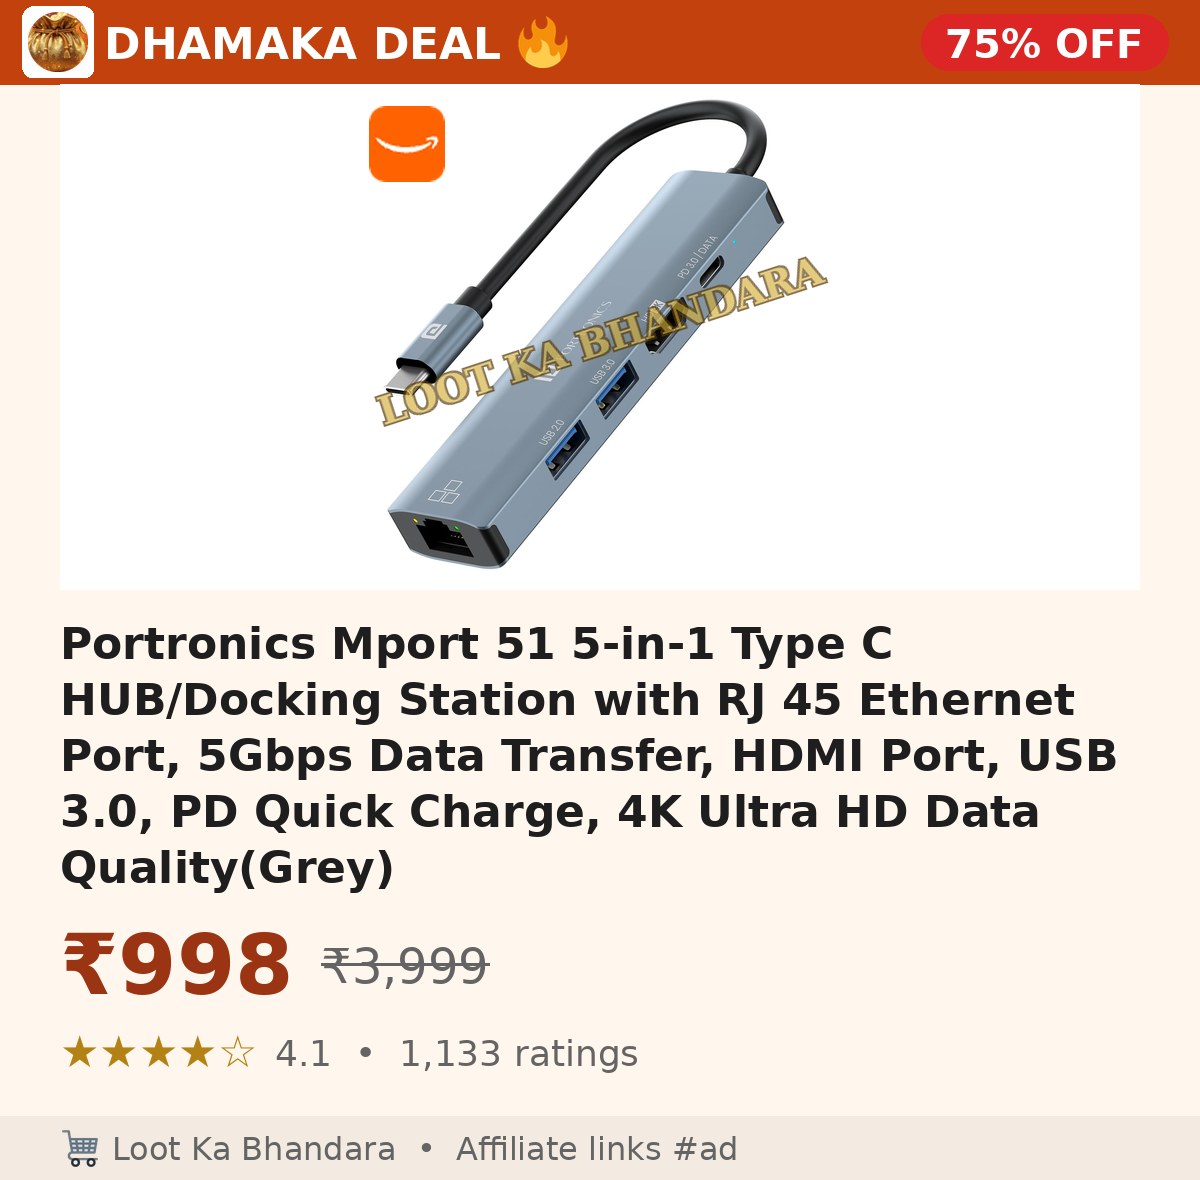 DHAMAKA DEAL 🔥
75% OFF
PD 3.0 / DATA
LOOT KA BHANDARA
USB 3.0
USB 2.0
Portronics Mport 51 5-in-1 Type C
HUB/Docking Station with RJ 45 Ethernet
Port, 5Gbps Data Transfer, HDMI Port, USB
3.0, PD Quick Charge, 4K Ultra HD Data
Quality(Grey)
₹998 ₹3,999
★★★★☆ 4.1 • 1,133 ratings
🛒 Loot Ka Bhandara • Affiliate links #ad